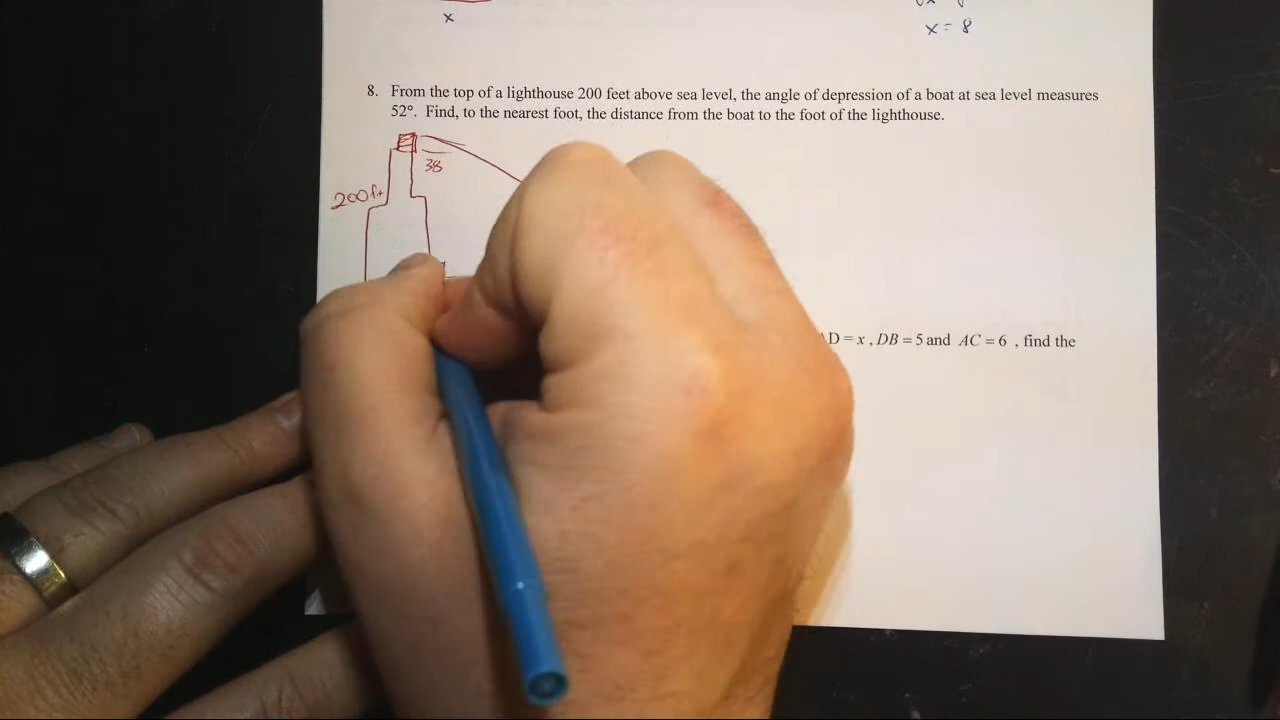 x
x = 8
8. From the top of a lighthouse 200 feet above sea level, the angle of depression of a boat at sea level measures
52°. Find, to the nearest foot, the distance from the boat to the foot of the lighthouse.
38
200ft
D = x , DB = 5 and AC = 6 , find the